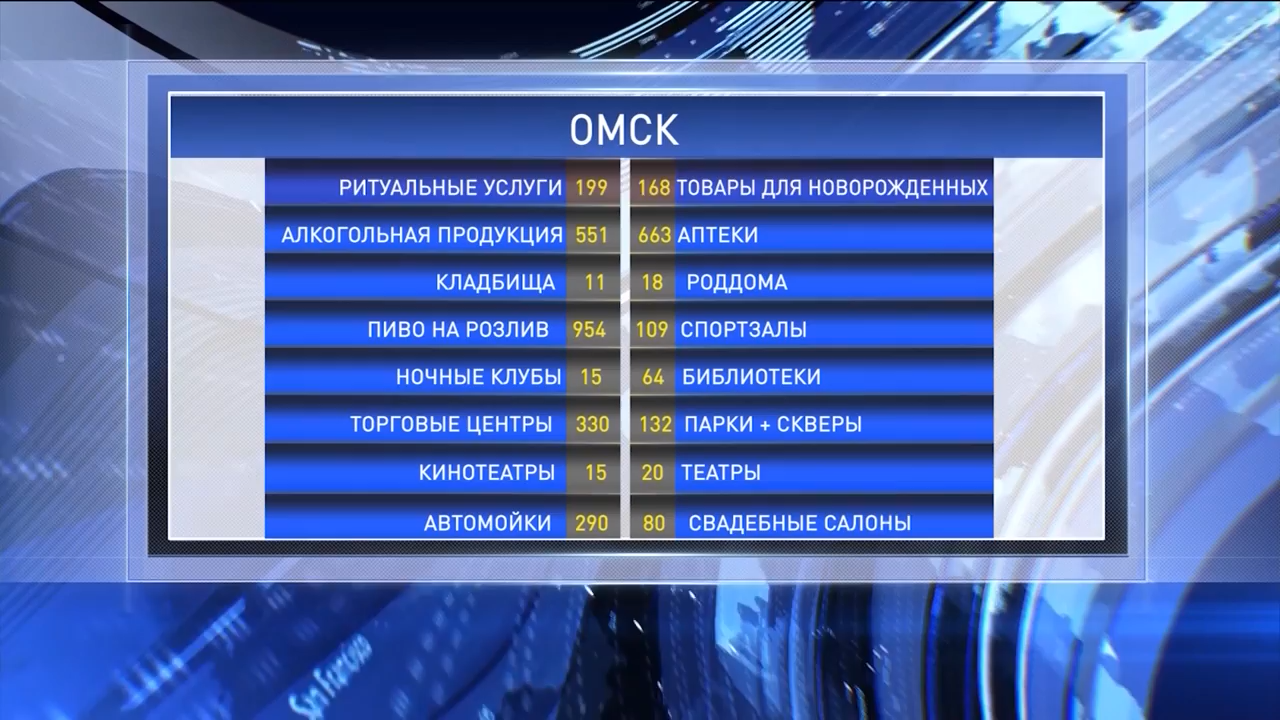 ОМСК
РИТУАЛЬНЫЕ УСЛУГИ 199 168 ТОВАРЫ ДЛЯ НОВОРОЖДЕННЫХ
АЛКОГОЛЬНАЯ ПРОДУКЦИЯ 551 663 АПТЕКИ
КЛАДБИЩА 11 18 РОДДОМА
ПИВО НА РОЗЛИВ 954 109 СПОРТЗАЛЫ
НОЧНЫЕ КЛУБЫ 15 64 БИБЛИОТЕКИ
ТОРГОВЫЕ ЦЕНТРЫ 330 132 ПАРКИ + СКВЕРЫ
КИНОТЕАТРЫ 15 20 ТЕАТРЫ
АВТОМОЙКИ 290 80 СВАДЕБНЫЕ САЛОНЫ